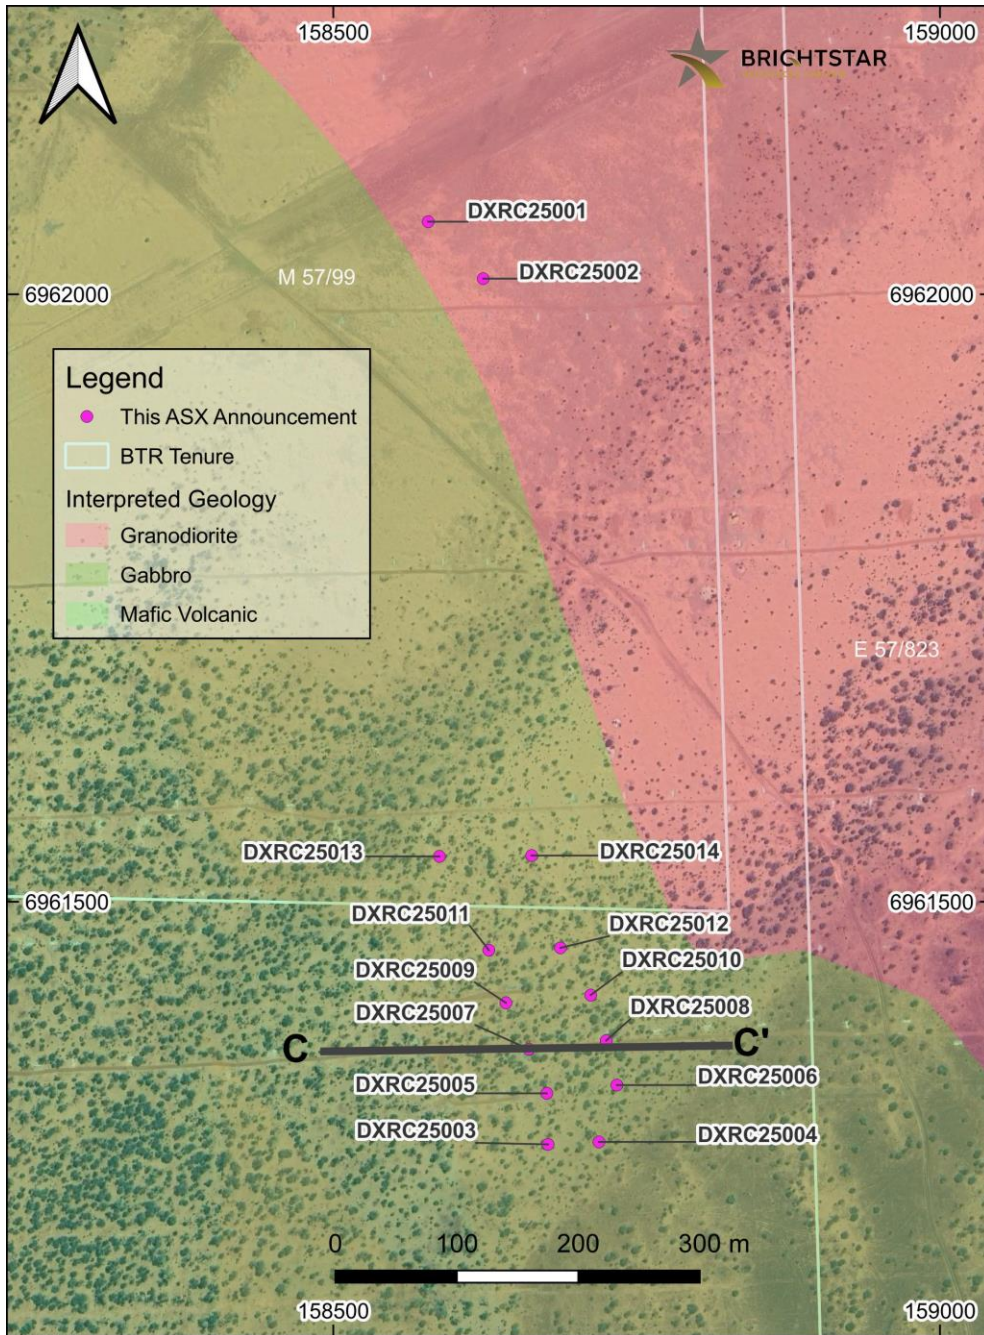 158500
159000
BRIGHTSTAR
DXRC25001
DXRC25002
M 57/99
6962000
6962000
Legend
This ASX Announcement
BTR Tenure
Interpreted Geology
Granodiorite
Gabbro
Mafic Volcanic
E 57/823
DXRC25013
DXRC25014
6961500
6961500
DXRC25011
DXRC25012
DXRC25009
DXRC25010
DXRC25007
DXRC25008
C
C'
DXRC25005
DXRC25006
DXRC25003
DXRC25004
0 100 200 300 m
158500
159000